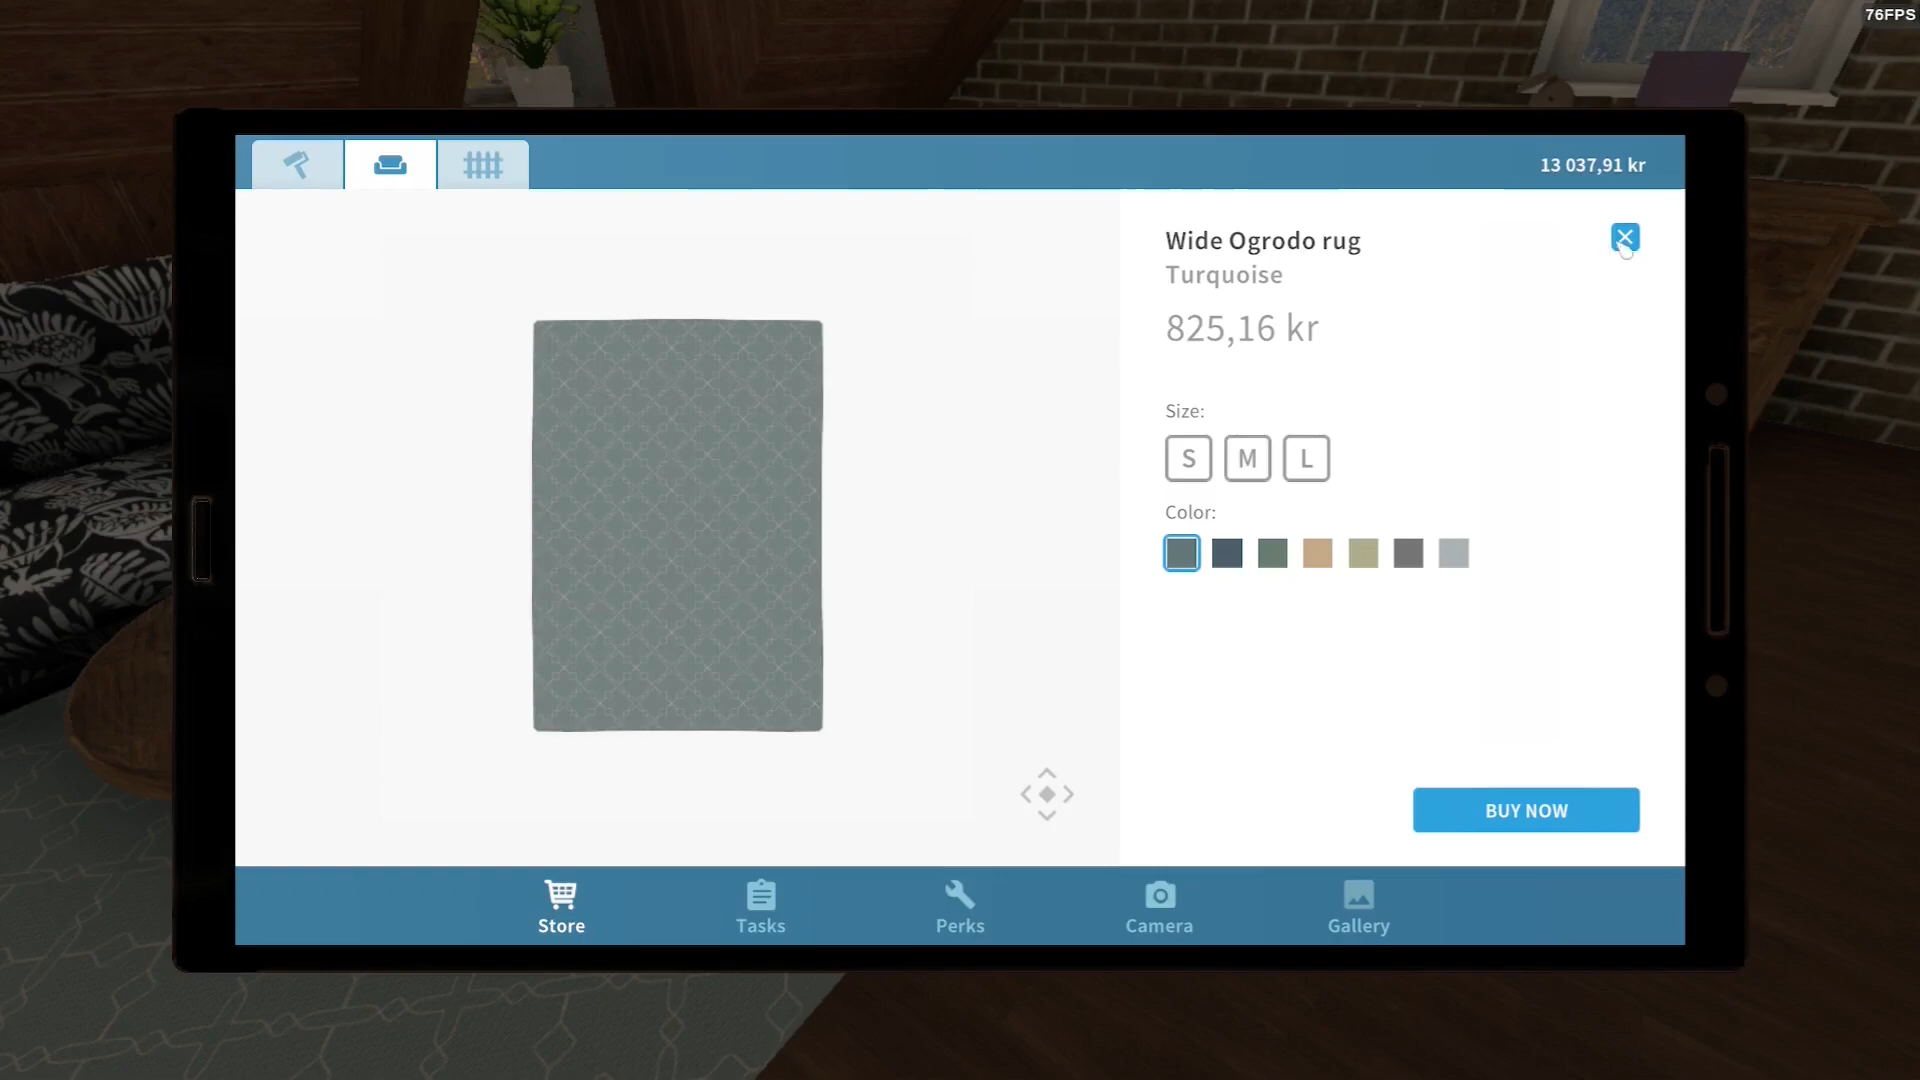 76FPS
13 037,91 kr
Wide Ogrodo rug
Turquoise
825,16 kr
Size:
S M L
Color:
BUY NOW
Store Tasks Perks Camera Gallery